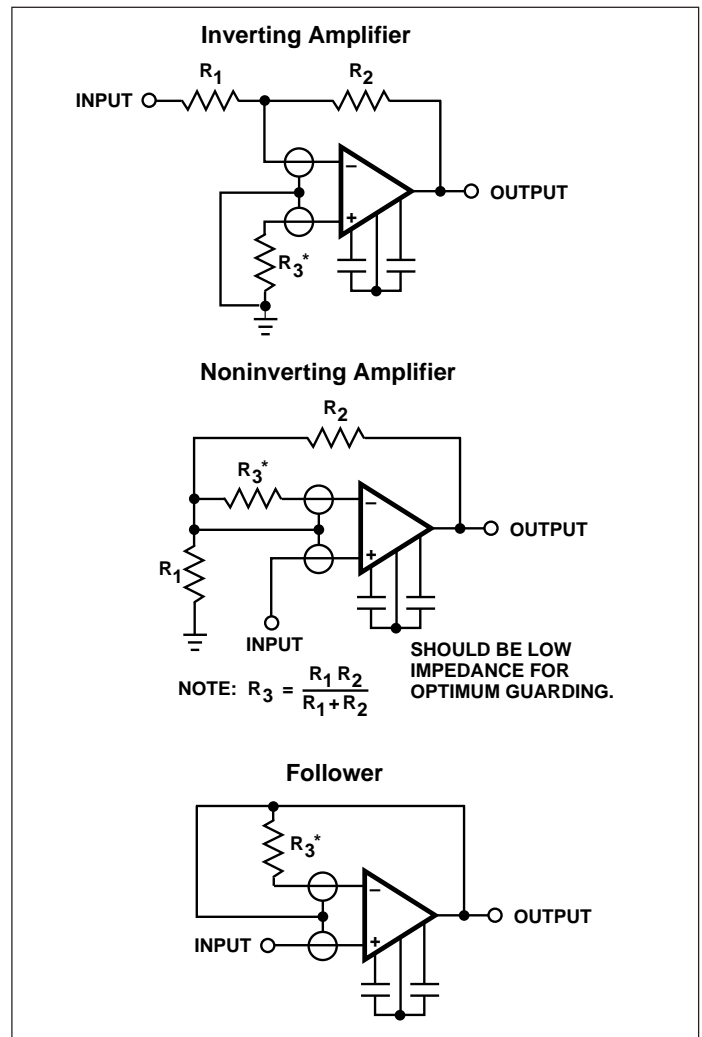 Inverting Amplifier
R1 R2
INPUT OUTPUT
−
+
R3*
Noninverting Amplifier
R2
R3*
−
+
OUTPUT
R1
INPUT
SHOULD BE LOW
IMPEDANCE FOR
OPTIMUM GUARDING.
NOTE: R3 = R1 R2 / R1+R2
Follower
R3*
−
+
OUTPUT
INPUT